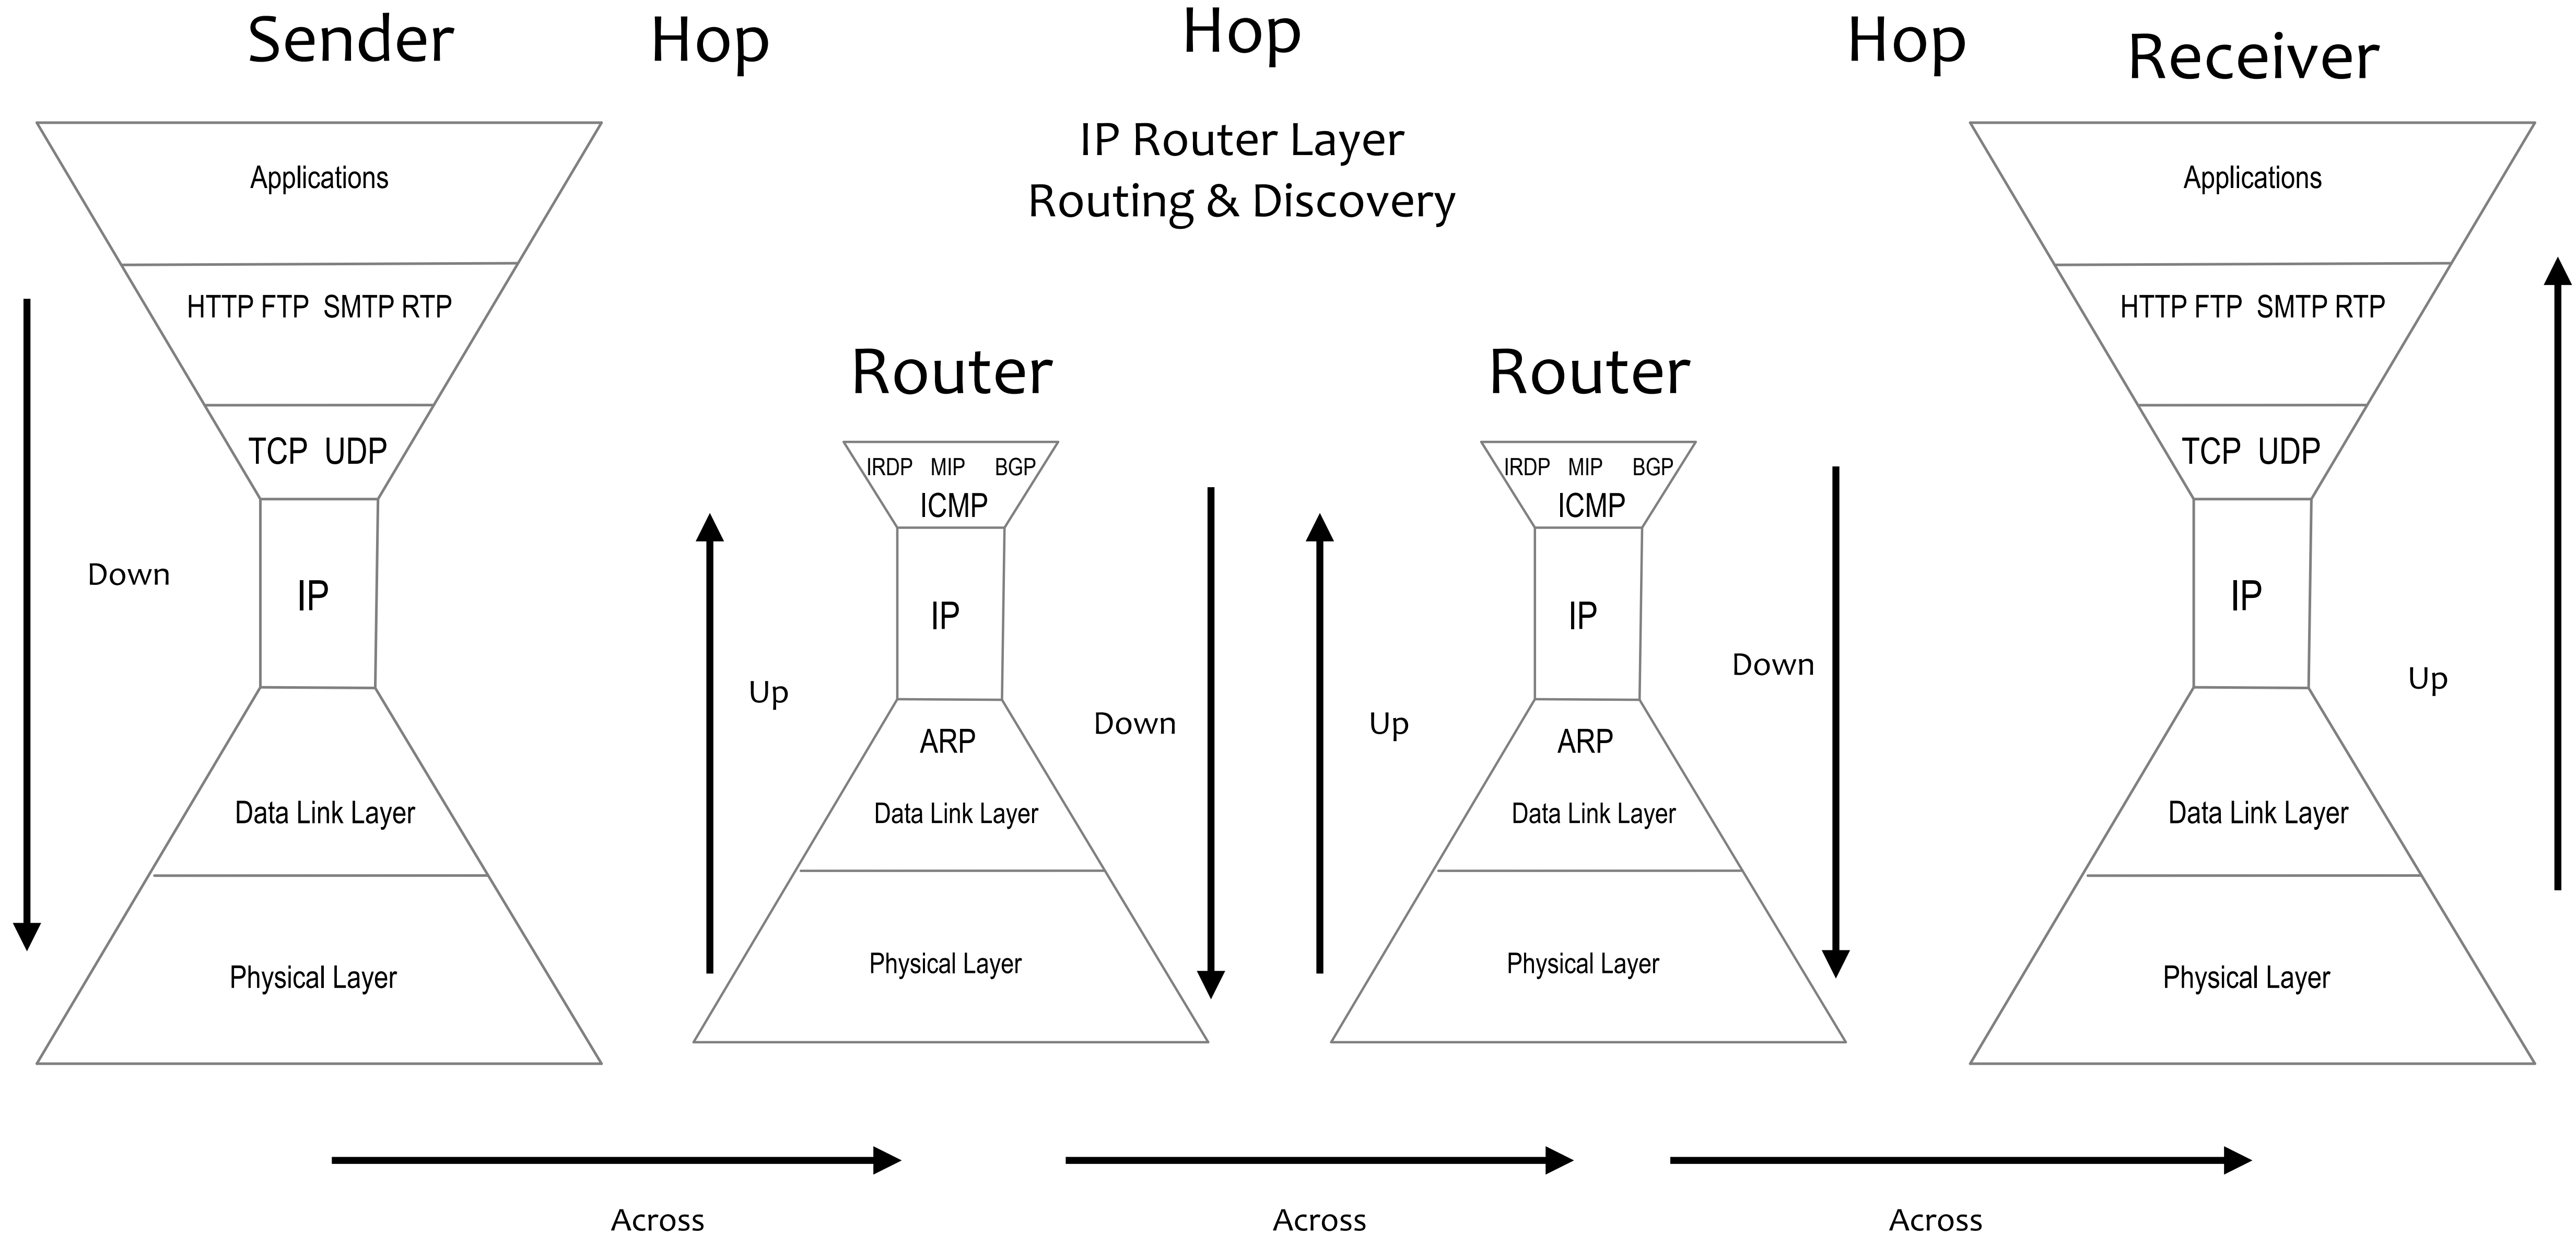 Sender
Hop
Hop
Hop
Receiver
IP Router Layer
Routing & Discovery
Applications
HTTP FTP SMTP RTP
TCP UDP
IP
Data Link Layer
Physical Layer
Down
Router
IRDP MIP BGP
ICMP
IP
ARP
Data Link Layer
Physical Layer
Up
Down
Router
IRDP MIP BGP
ICMP
IP
ARP
Data Link Layer
Physical Layer
Up
Down
Applications
HTTP FTP SMTP RTP
TCP UDP
IP
Data Link Layer
Physical Layer
Up
Across
Across
Across